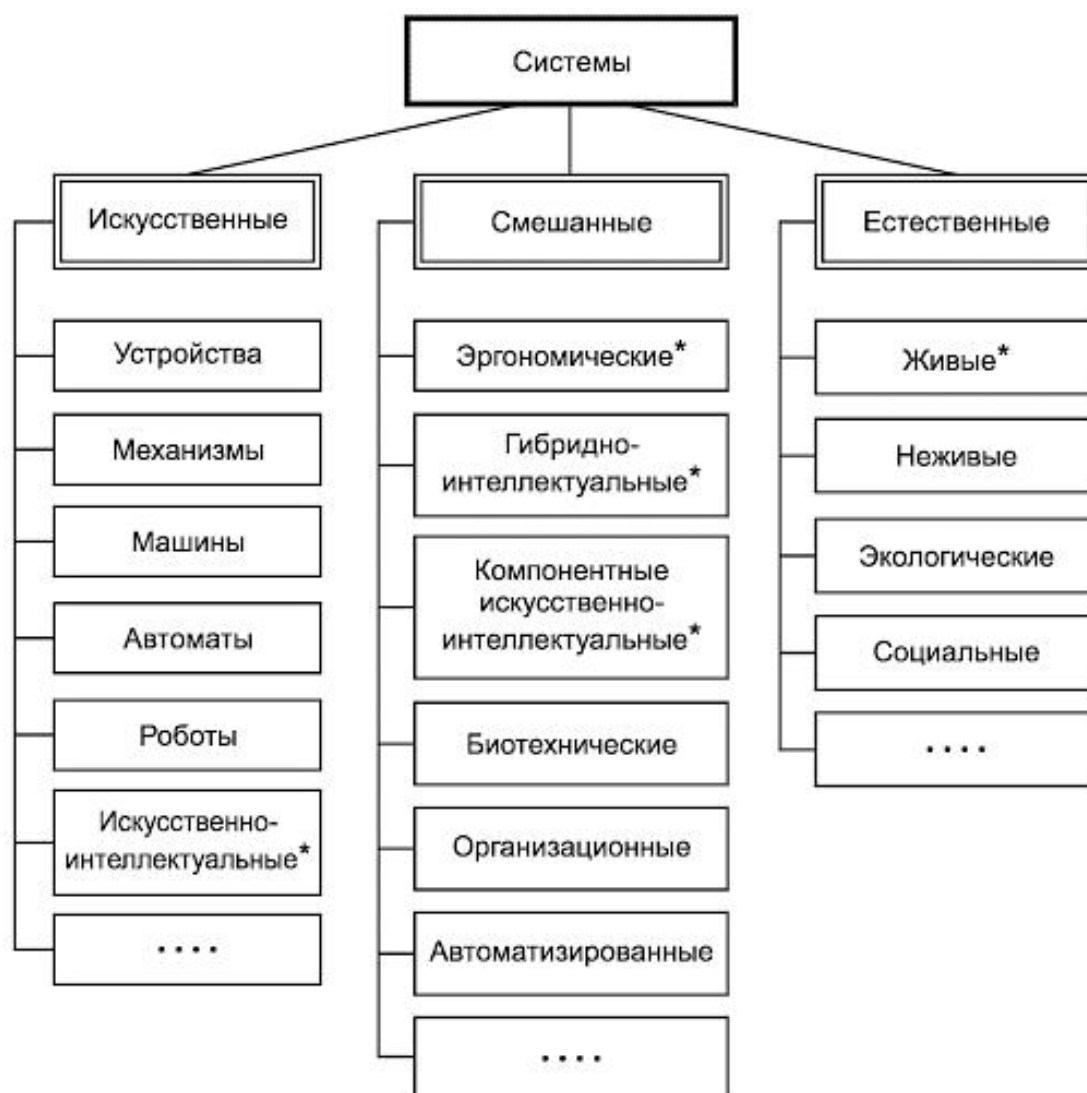 Системы
Искусственные
Устройства
Механизмы
Машины
Автоматы
Роботы
Искусственно-
интеллектуальные*
....
Смешанные
Эргономические*
Гибридно-
интеллектуальные*
Компонентные
искусственно-
интеллектуальные*
Биотехнические
Организационные
Автоматизированные
....
Естественные
Живые*
Неживые
Экологические
Социальные
....